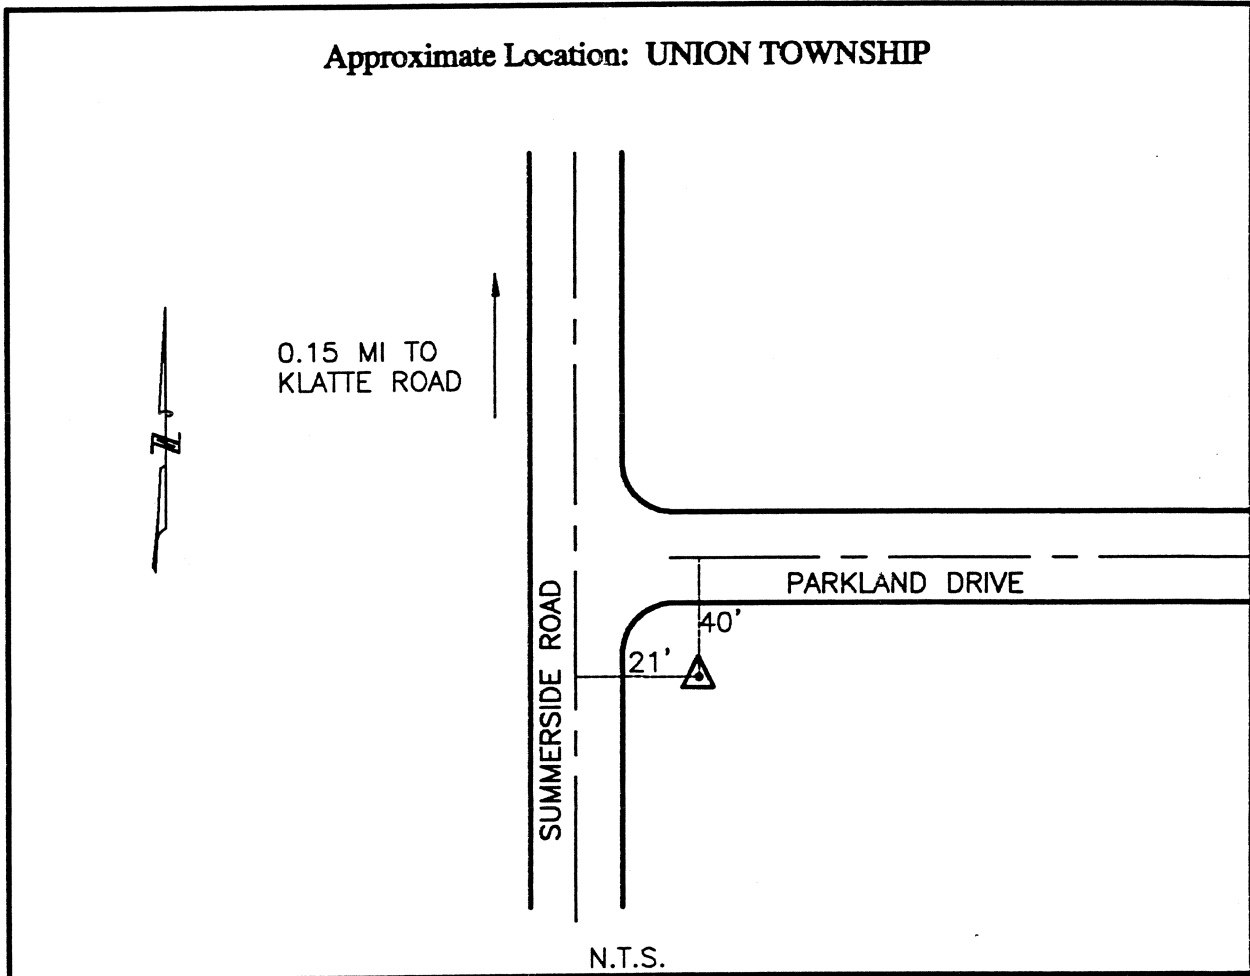 Approximate Location: UNION TOWNSHIP
0.15 MI TO
KLATTE ROAD
N
SUMMERSIDE ROAD
PARKLAND DRIVE
40'
21'
N.T.S.